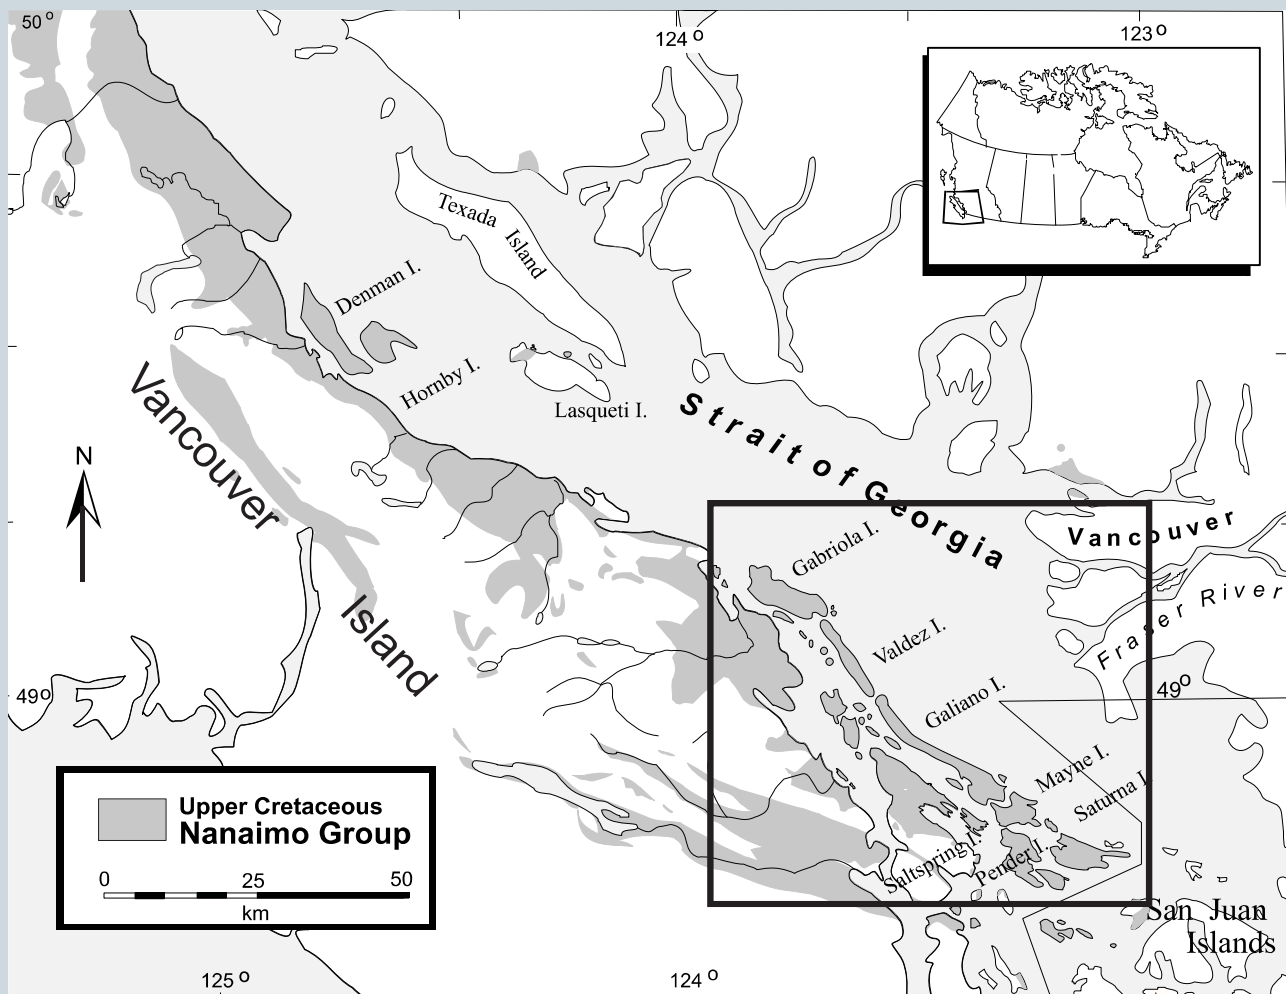 50°
124°
123°
Texada
Island
Denman I.
Hornby I.
Lasqueti I.
Strait of Georgia
Vancouver
Island
N
Gabriola I.
Vancouver
Fraser River
Valdez I.
Galiano I.
49°
49°
Mayne I.
Saturna I.
Saltspring I.
Pender I.
San Juan
Islands
Upper Cretaceous
Nanaimo Group
0 25 50
km
125°
124°